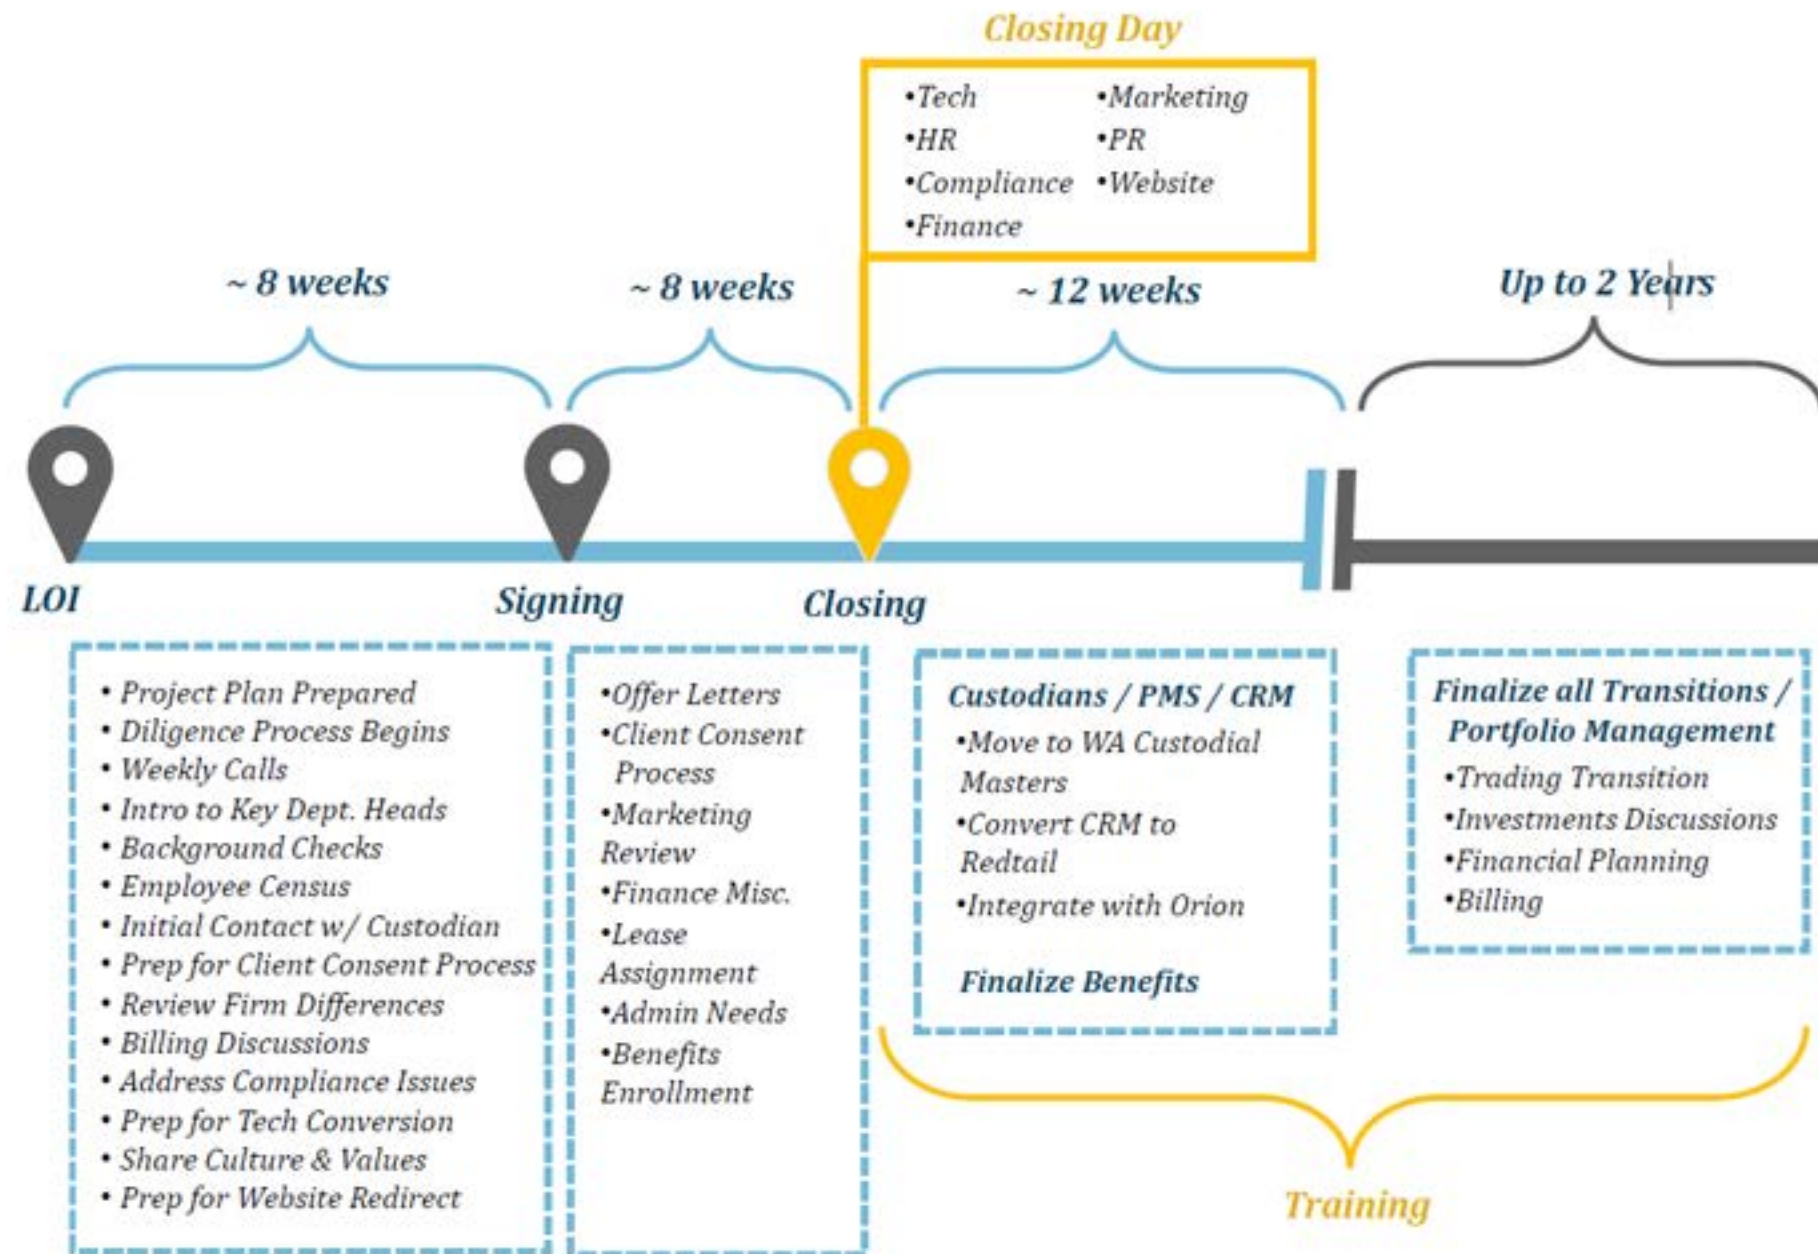 Closing Day
•Tech
•HR
•Compliance
•Finance
•Marketing
•PR
•Website
~ 8 weeks
~ 8 weeks
~ 12 weeks
Up to 2 Years
LOI
Signing
Closing
• Project Plan Prepared
• Diligence Process Begins
• Weekly Calls
• Intro to Key Dept. Heads
• Background Checks
• Employee Census
• Initial Contact w/ Custodian
• Prep for Client Consent Process
• Review Firm Differences
• Billing Discussions
• Address Compliance Issues
• Prep for Tech Conversion
• Share Culture & Values
• Prep for Website Redirect
•Offer Letters
•Client Consent
Process
•Marketing
Review
•Finance Misc.
•Lease
Assignment
•Admin Needs
•Benefits
Enrollment
Custodians / PMS / CRM
•Move to WA Custodial
Masters
•Convert CRM to
Redtail
•Integrate with Orion
Finalize Benefits
Finalize all Transitions /
Portfolio Management
•Trading Transition
•Investments Discussions
•Financial Planning
•Billing
Training